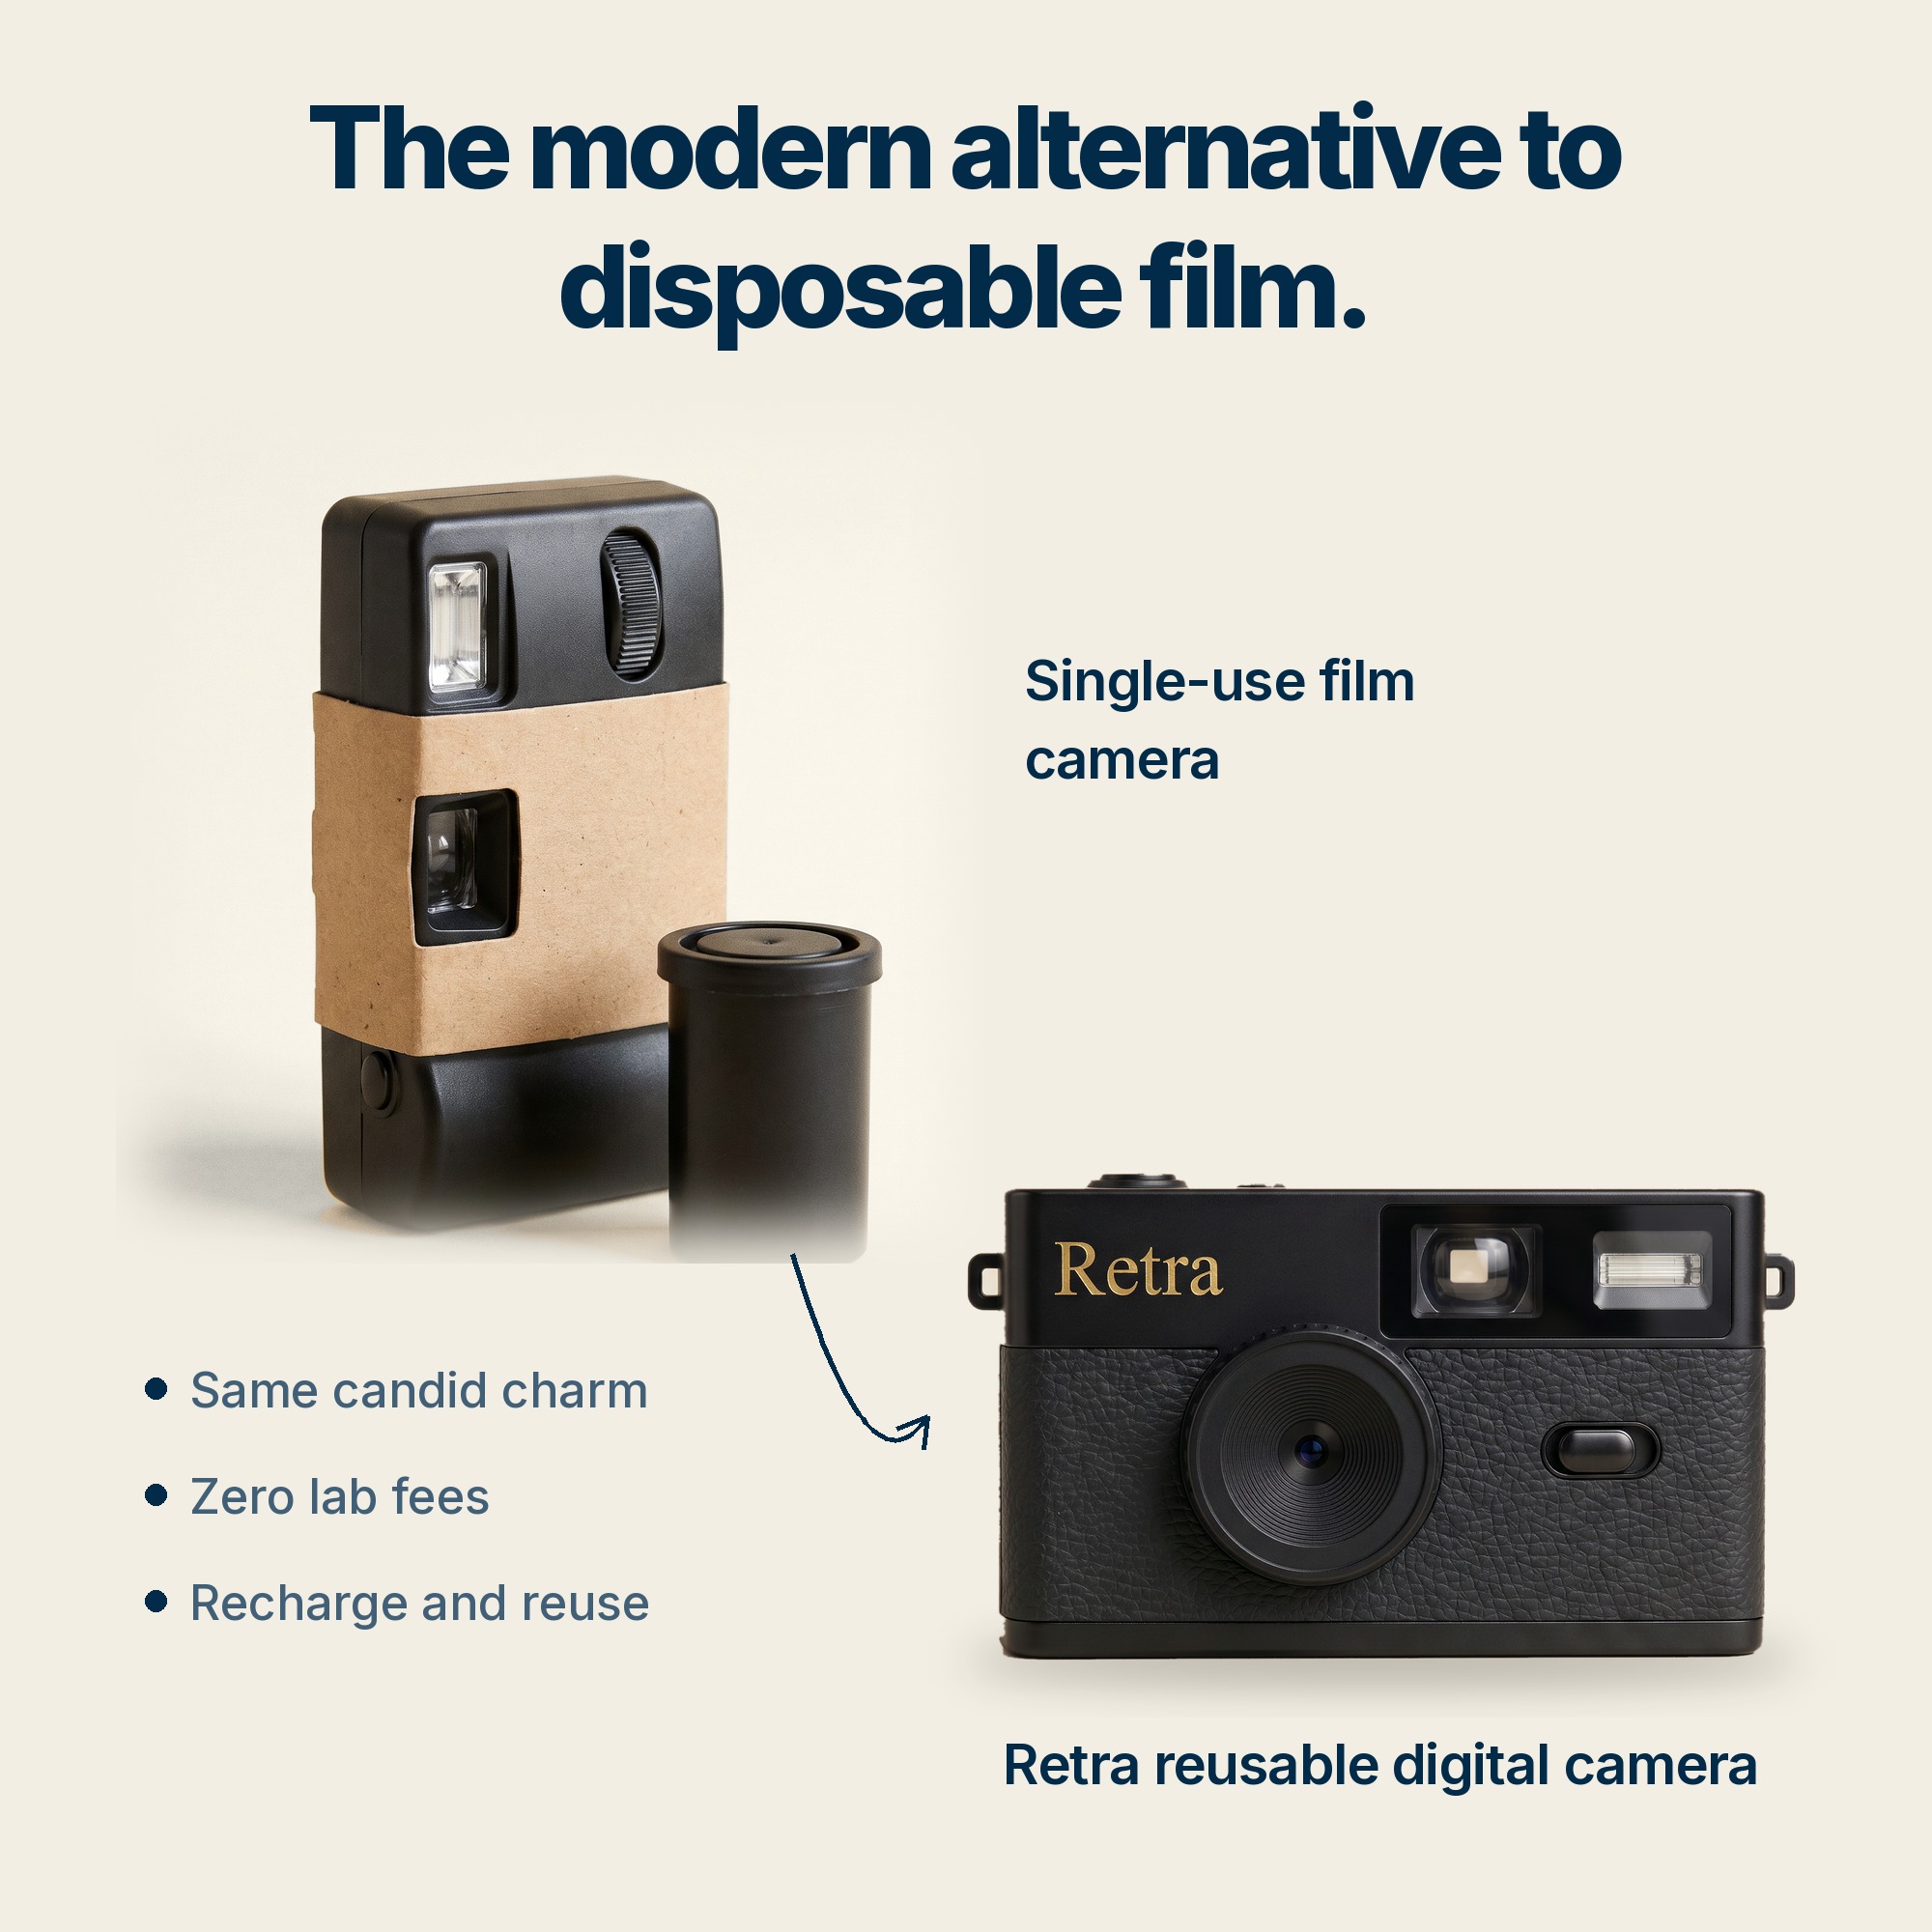 The modern alternative to
disposable film.
Single-use film
camera
Retra
Same candid charm
Zero lab fees
Recharge and reuse
Retra reusable digital camera